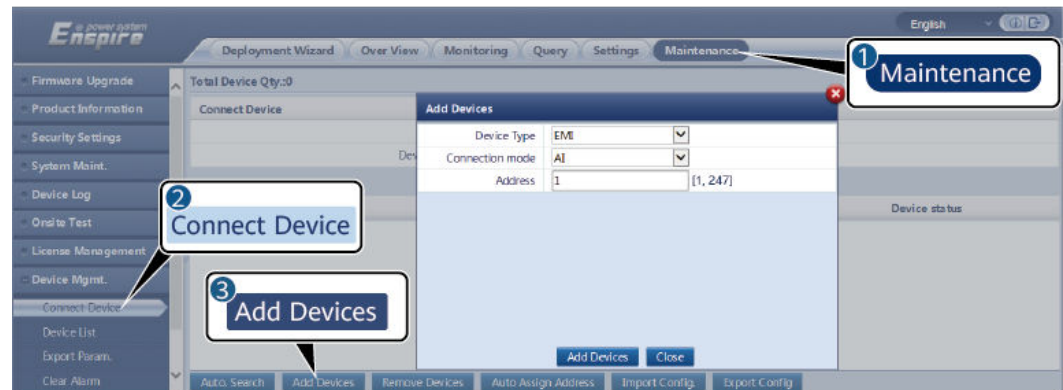 e power system
Enspire
English
Deployment Wizard Over View Monitoring Query Settings Maintenance
1
Maintenance
Firmware Upgrade
Product Information
Security Settings
System Maint.
Device Log
Onsite Test
License Management
Device Mgmt.
Connect Device
Device List
Export Param.
Clear Alarm
Total Device Qty.:0
Connect Device
Dev
Device status
Add Devices
Device Type EMI
Connection mode AI
Address 1 [1, 247]
Add Devices Close
2
Connect Device
3
Add Devices
Auto. Search Add Devices Remove Devices Auto Assign Address Import Config. Export Config